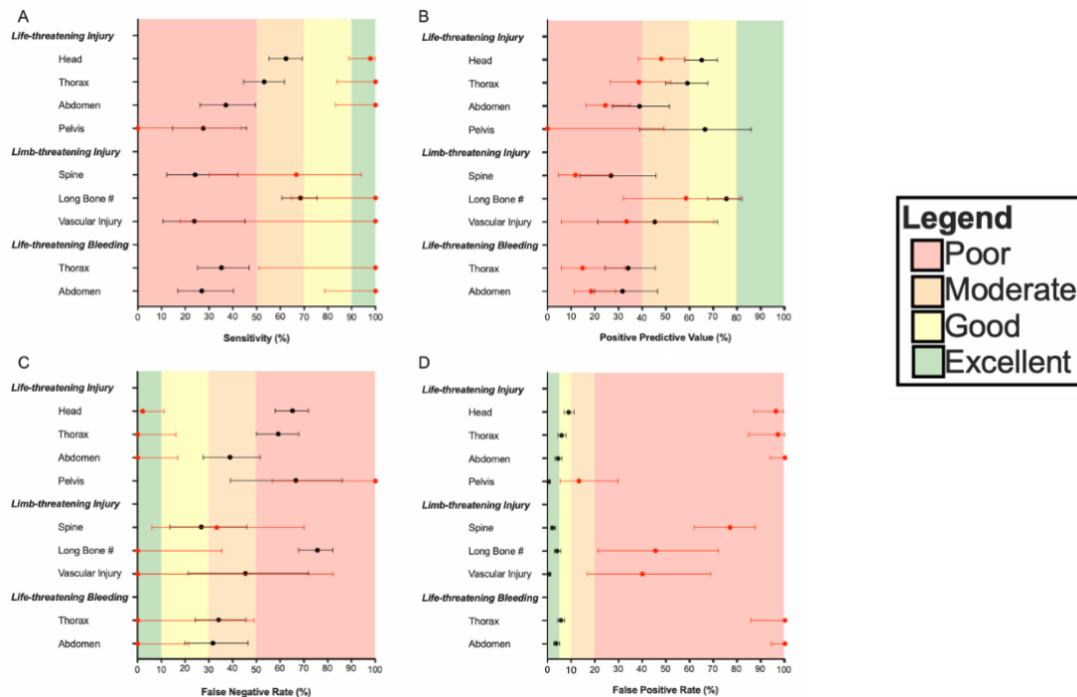 A
Life-threatening Injury
Head
Thorax
Abdomen
Pelvis
Limb-threatening Injury
Spine
Long Bone #
Vascular Injury
Life-threatening Bleeding
Thorax
Abdomen
0 10 20 30 40 50 60 70 80 90 100
Sensitivity (%)
B
Life-threatening Injury
Head
Thorax
Abdomen
Pelvis
Limb-threatening Injury
Spine
Long Bone #
Vascular Injury
Life-threatening Bleeding
Thorax
Abdomen
0 10 20 30 40 50 60 70 80 90 100
Positive Predictive Value (%)
Legend
Poor
Moderate
Good
Excellent
C
Life-threatening Injury
Head
Thorax
Abdomen
Pelvis
Limb-threatening Injury
Spine
Long Bone #
Vascular Injury
Life-threatening Bleeding
Thorax
Abdomen
0 10 20 30 40 50 60 70 80 90 100
False Negative Rate (%)
D
Life-threatening Injury
Head
Thorax
Abdomen
Pelvis
Limb-threatening Injury
Spine
Long Bone #
Vascular Injury
Life-threatening Bleeding
Thorax
Abdomen
0 10 20 30 40 50 60 70 80 90 100
False Positive Rate (%)